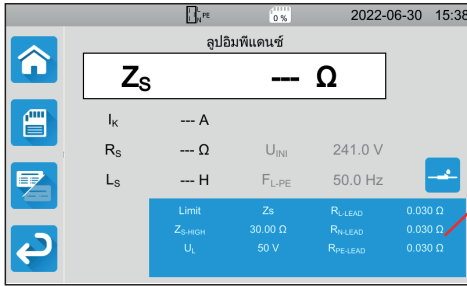 L N PE 0 % 2022-06-30 15:38
ลูปอิมพีแดนซ์
ZS --- Ω
IK --- A
RS --- Ω UINI 241.0 V
LS --- H FL-PE 50.0 Hz
Limit Zs RL-LEAD 0.030 Ω
ZS-HIGH 30.00 Ω RN-LEAD 0.030 Ω
UL 50 V RPE-LEAD 0.030 Ω